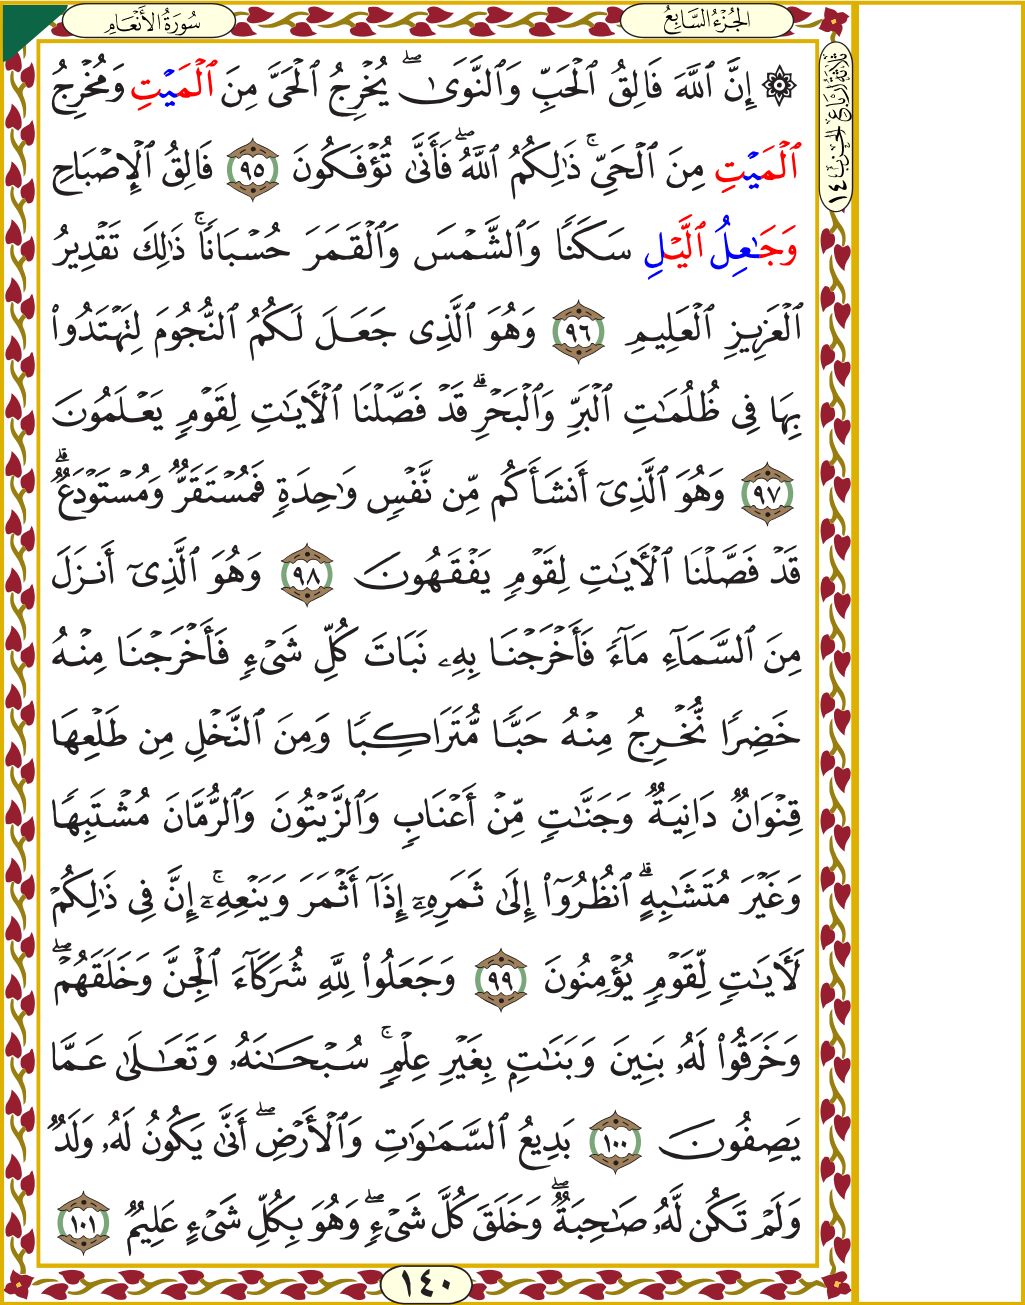 سُورَةُ الأَنْعَامِ
الجُزْءُ السَّابِعُ
ثَلَاثَةُ أَرْبَاعِ الحِزْبِ ١٤
۞ إِنَّ ٱللَّهَ فَالِقُ ٱلْحَبِّ وَٱلنَّوَىٰۖ يُخْرِجُ ٱلْحَىَّ مِنَ ٱلْمَيْتِ وَمُخْرِجُ
ٱلْمَيْتِ مِنَ ٱلْحَىِّۚ ذَٰلِكُمُ ٱللَّهُۖ فَأَنَّىٰ تُؤْفَكُونَ ٩٥ فَالِقُ ٱلْإِصْبَاحِ
وَجَٰعِلُ ٱلَّيْلِ سَكَنًا وَٱلشَّمْسَ وَٱلْقَمَرَ حُسْبَانًاۚ ذَٰلِكَ تَقْدِيرُ
ٱلْعَزِيزِ ٱلْعَلِيمِ ٩٦ وَهُوَ ٱلَّذِى جَعَلَ لَكُمُ ٱلنُّجُومَ لِتَهْتَدُوا۟
بِهَا فِى ظُلُمَٰتِ ٱلْبَرِّ وَٱلْبَحْرِۗ قَدْ فَصَّلْنَا ٱلْءَايَٰتِ لِقَوْمٍ يَعْلَمُونَ
٩٧ وَهُوَ ٱلَّذِىٓ أَنشَأَكُم مِّن نَّفْسٍ وَٰحِدَةٍ فَمُسْتَقَرٌّ وَمُسْتَوْدَعٌۗ
قَدْ فَصَّلْنَا ٱلْءَايَٰتِ لِقَوْمٍ يَفْقَهُونَ ٩٨ وَهُوَ ٱلَّذِىٓ أَنزَلَ
مِنَ ٱلسَّمَآءِ مَآءً فَأَخْرَجْنَا بِهِۦ نَبَاتَ كُلِّ شَىْءٍ فَأَخْرَجْنَا مِنْهُ
خَضِرًا نُّخْرِجُ مِنْهُ حَبًّا مُّتَرَاكِبًا وَمِنَ ٱلنَّخْلِ مِن طَلْعِهَا
قِنْوَانٌ دَانِيَةٌ وَجَنَّٰتٍ مِّنْ أَعْنَابٍ وَٱلزَّيْتُونَ وَٱلرُّمَّانَ مُشْتَبِهًا
وَغَيْرَ مُتَشَٰبِهٍۗ ٱنظُرُوٓا۟ إِلَىٰ ثَمَرِهِۦٓ إِذَآ أَثْمَرَ وَيَنْعِهِۦٓۚ إِنَّ فِى ذَٰلِكُمْ
لَءَايَٰتٍ لِّقَوْمٍ يُؤْمِنُونَ ٩٩ وَجَعَلُوا۟ لِلَّهِ شُرَكَآءَ ٱلْجِنَّ وَخَلَقَهُمْۖ
وَخَرَقُوا۟ لَهُۥ بَنِينَ وَبَنَٰتٍۭ بِغَيْرِ عِلْمٍۚ سُبْحَٰنَهُۥ وَتَعَٰلَىٰ عَمَّا
يَصِفُونَ ١٠٠ بَدِيعُ ٱلسَّمَٰوَٰتِ وَٱلْأَرْضِۖ أَنَّىٰ يَكُونُ لَهُۥ وَلَدٌ
وَلَمْ تَكُن لَّهُۥ صَٰحِبَةٌۖ وَخَلَقَ كُلَّ شَىْءٍۖ وَهُوَ بِكُلِّ شَىْءٍ عَلِيمٌ ١٠١
١٤٠